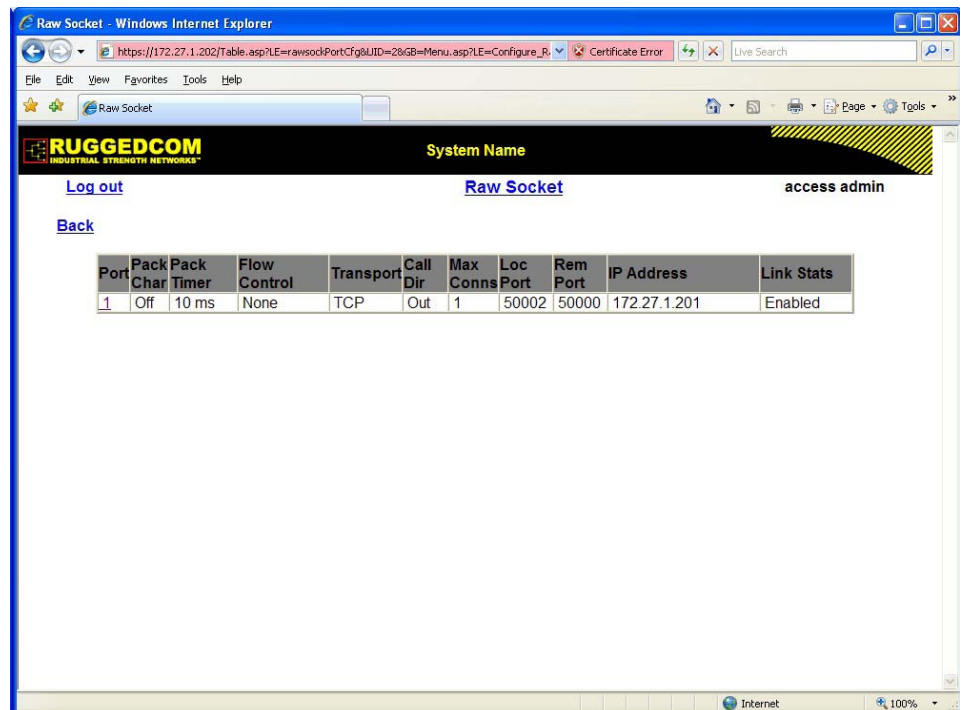 Raw Socket - Windows Internet Explorer
https://172.27.1.202/Table.asp?LE=rawsockPortCfg&UID=28&GB=Menu.asp?LE=Configure_R. Certificate Error Live Search
File Edit View Favorites Tools Help
Raw Socket Page Tools »
RUGGEDCOM
INDUSTRIAL STRENGTH NETWORKS™
System Name
Log out Raw Socket access admin
Back
Port Pack Char Pack Timer Flow Control Transport Call Dir Max Conns Loc Port Rem Port IP Address Link Stats
1 Off 10 ms None TCP Out 1 50002 50000 172.27.1.201 Enabled
Internet 100%